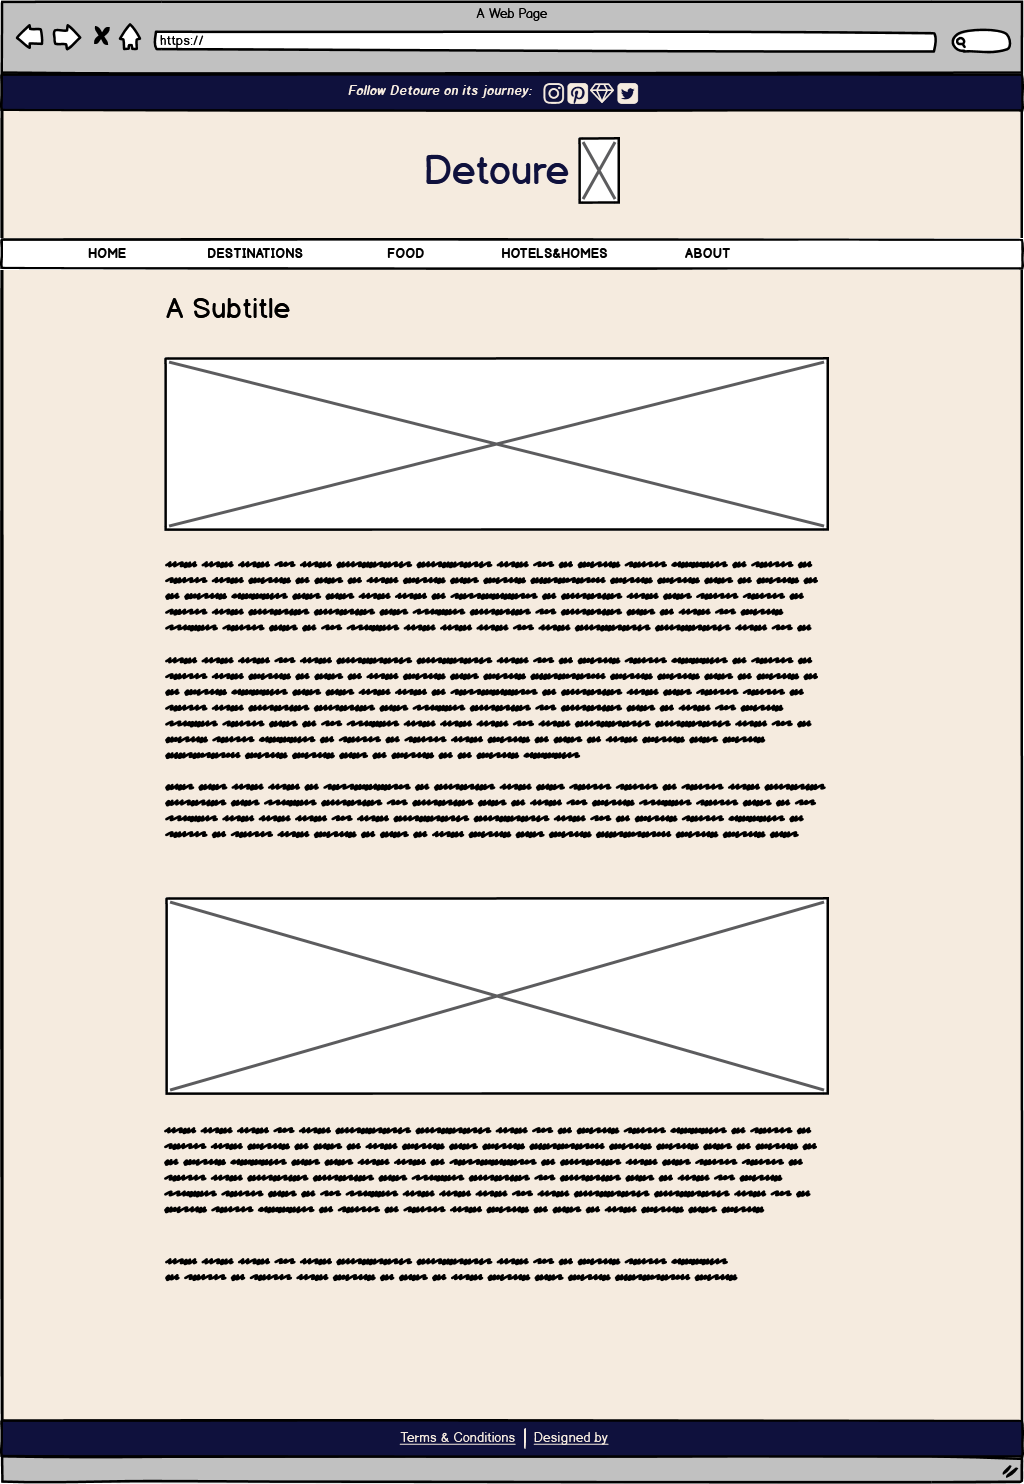 A Web Page
https://
Follow Detoure on its journey:
Detoure
HOME DESTINATIONS FOOD HOTELS&HOMES ABOUT
A Subtitle
Terms & Conditions Designed by